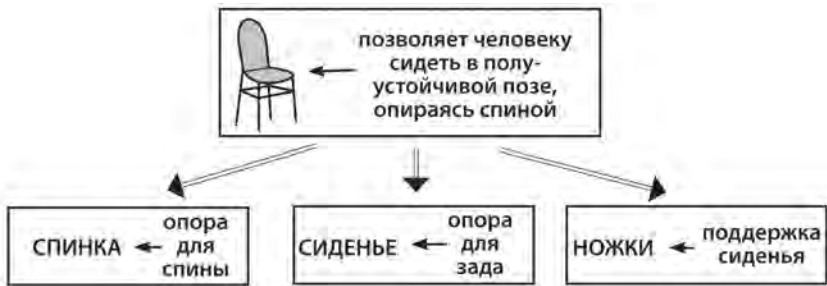 позволяет человеку
сидеть в полу-
устойчивой позе,
опираясь спиной
СПИНКА
опора
для
спины
СИДЕНЬЕ
опора
для
зада
НОЖКИ
поддержка
сиденья